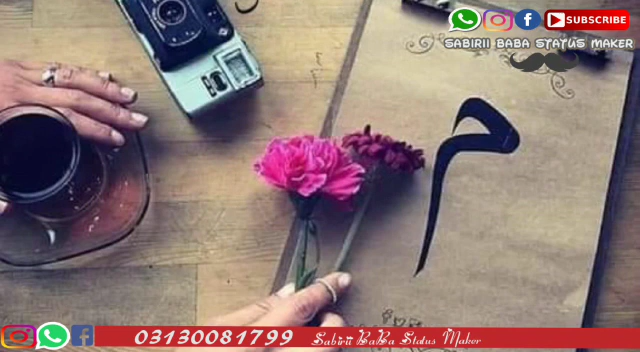 SUBSCRIBE
SABIRII BABA STATUS MAKER
م
03130081799 Sabirii BaBa Status Maker